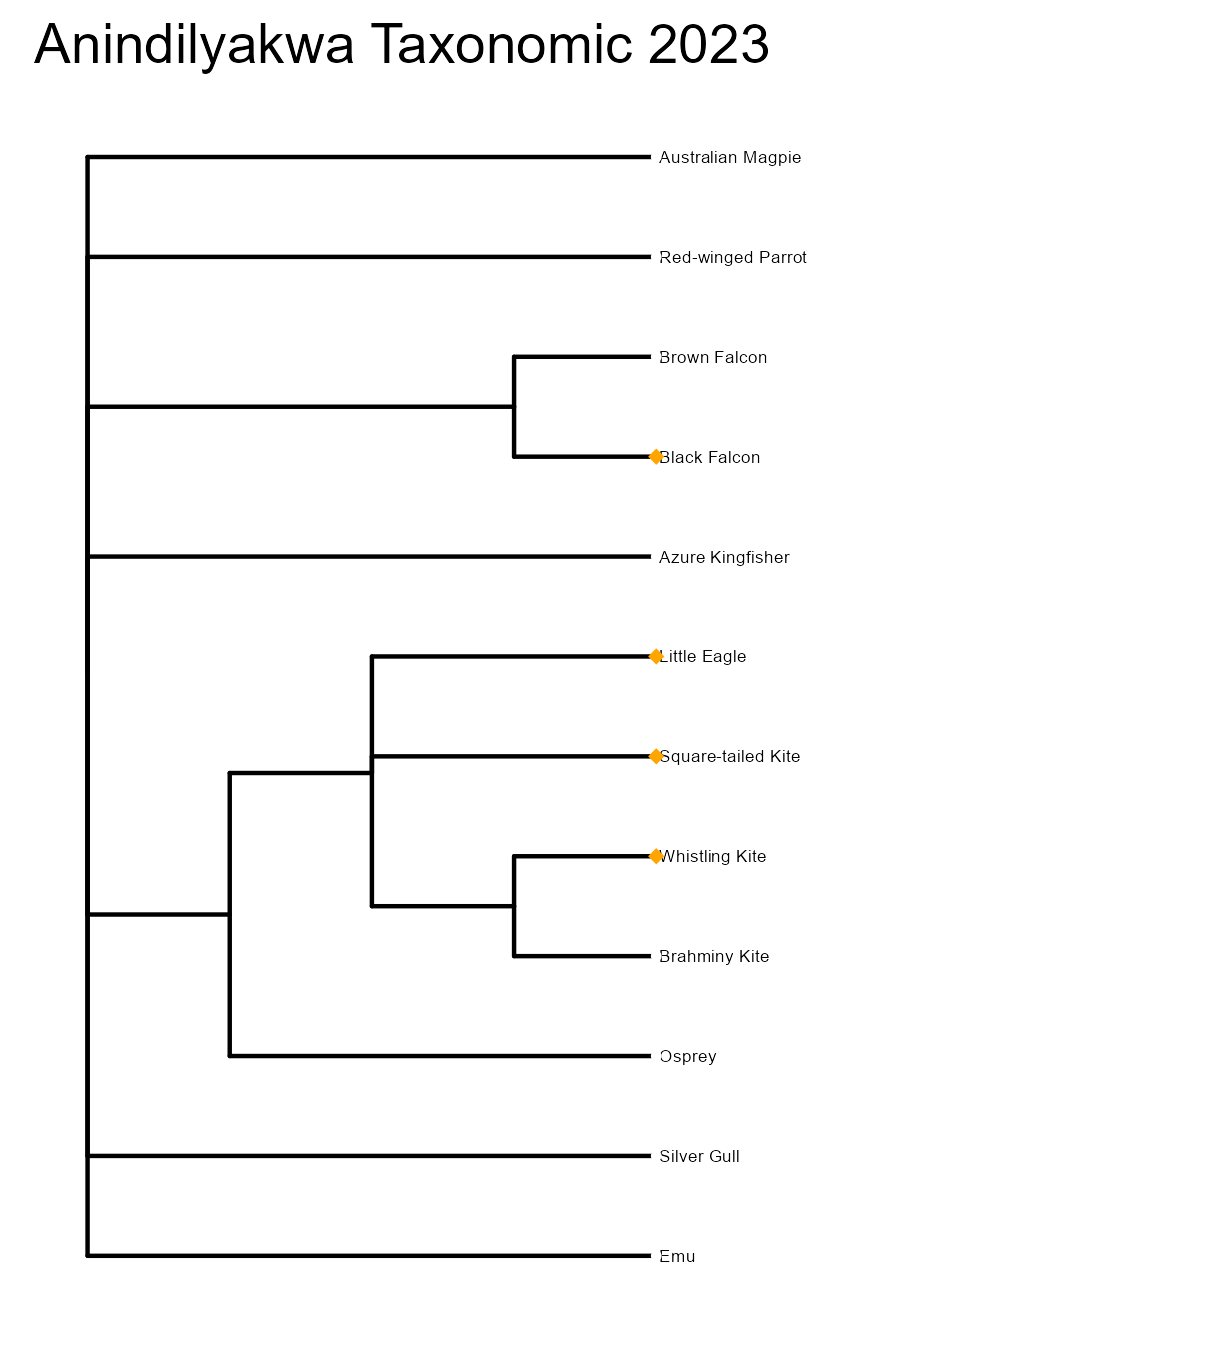 Anindilyakwa Taxonomic 2023
Australian Magpie
Red-winged Parrot
Brown Falcon
Black Falcon
Azure Kingfisher
Little Eagle
Square-tailed Kite
Whistling Kite
Brahminy Kite
Osprey
Silver Gull
Emu